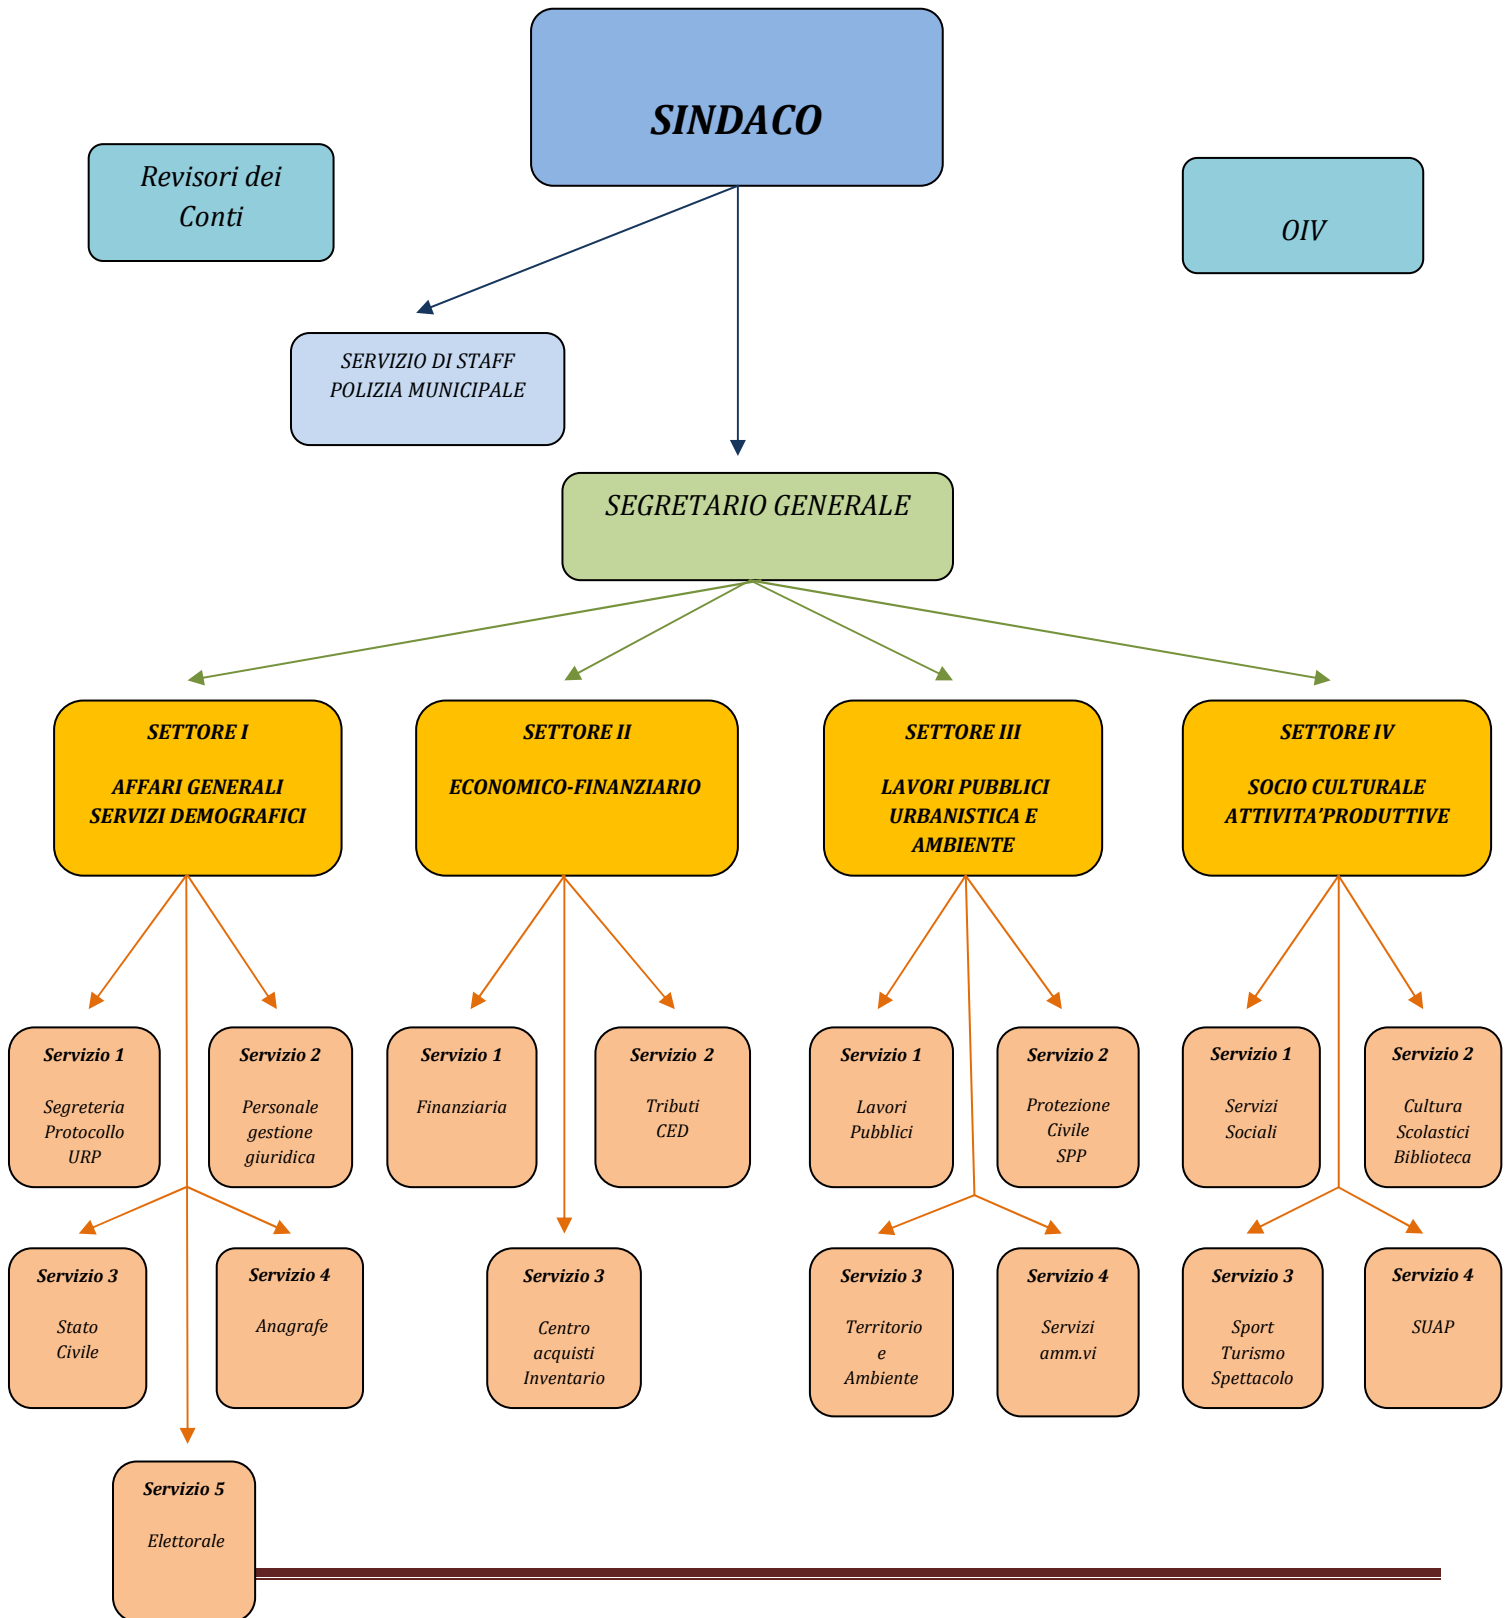 SINDACO
Revisori dei
Conti
OIV
SERVIZIO DI STAFF
POLIZIA MUNICIPALE
SEGRETARIO GENERALE
SETTORE I
AFFARI GENERALI
SERVIZI DEMOGRAFICI
SETTORE II
ECONOMICO-FINANZIARIO
SETTORE III
LAVORI PUBBLICI
URBANISTICA E
AMBIENTE
SETTORE IV
SOCIO CULTURALE
ATTIVITA’PRODUTTIVE
Servizio 1
Segreteria
Protocollo
URP
Servizio 2
Personale
gestione
giuridica
Servizio 1
Finanziaria
Servizio 2
Tributi
CED
Servizio 1
Lavori
Pubblici
Servizio 2
Protezione
Civile
SPP
Servizio 1
Servizi
Sociali
Servizio 2
Cultura
Scolastici
Biblioteca
Servizio 3
Stato
Civile
Servizio 4
Anagrafe
Servizio 3
Centro
acquisti
Inventario
Servizio 3
Territorio
e
Ambiente
Servizio 4
Servizi
amm.vi
Servizio 3
Sport
Turismo
Spettacolo
Servizio 4
SUAP
Servizio 5
Elettorale